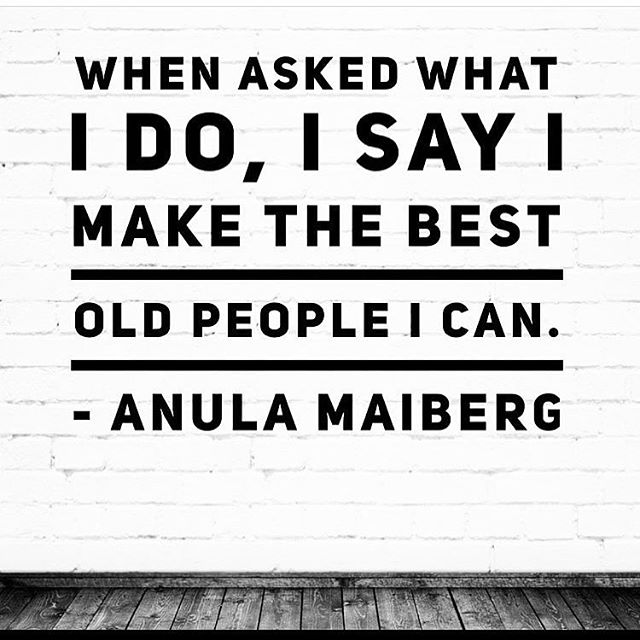 WHEN ASKED WHAT
I DO, I SAY I
MAKE THE BEST
OLD PEOPLE I CAN.
- ANULA MAIBERG